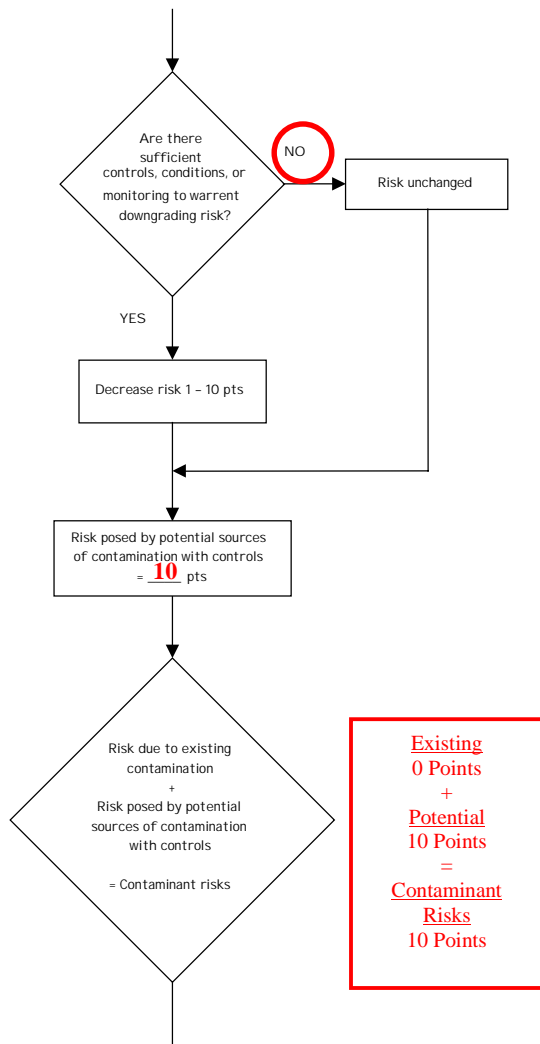 Are there
sufficient
controls, conditions, or
monitoring to warrent
downgrading risk?
NO
Risk unchanged
YES
Decrease risk 1 – 10 pts
Risk posed by potential sources
of contamination with controls
= 10 pts
Risk due to existing
contamination
+
Risk posed by potential
sources of contamination
with controls
= Contaminant risks
Existing
0 Points
+
Potential
10 Points
=
Contaminant
Risks
10 Points